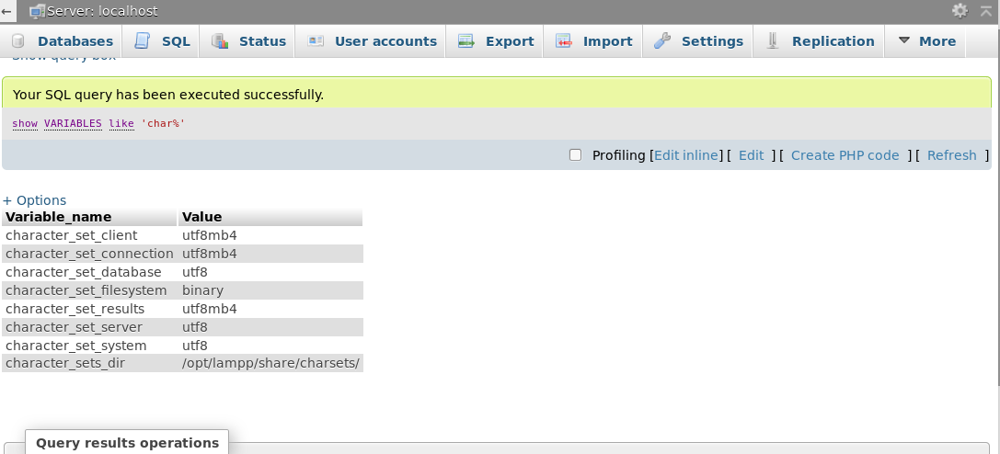 ← Server: localhost
Databases SQL Status User accounts Export Import Settings Replication More
Show query box
Your SQL query has been executed successfully.
show VARIABLES like 'char%'
Profiling [Edit inline] [ Edit ] [ Create PHP code ] [ Refresh ]
+ Options
Variable_name Value
character_set_client utf8mb4
character_set_connection utf8mb4
character_set_database utf8
character_set_filesystem binary
character_set_results utf8mb4
character_set_server utf8
character_set_system utf8
character_sets_dir /opt/lampp/share/charsets/
Query results operations